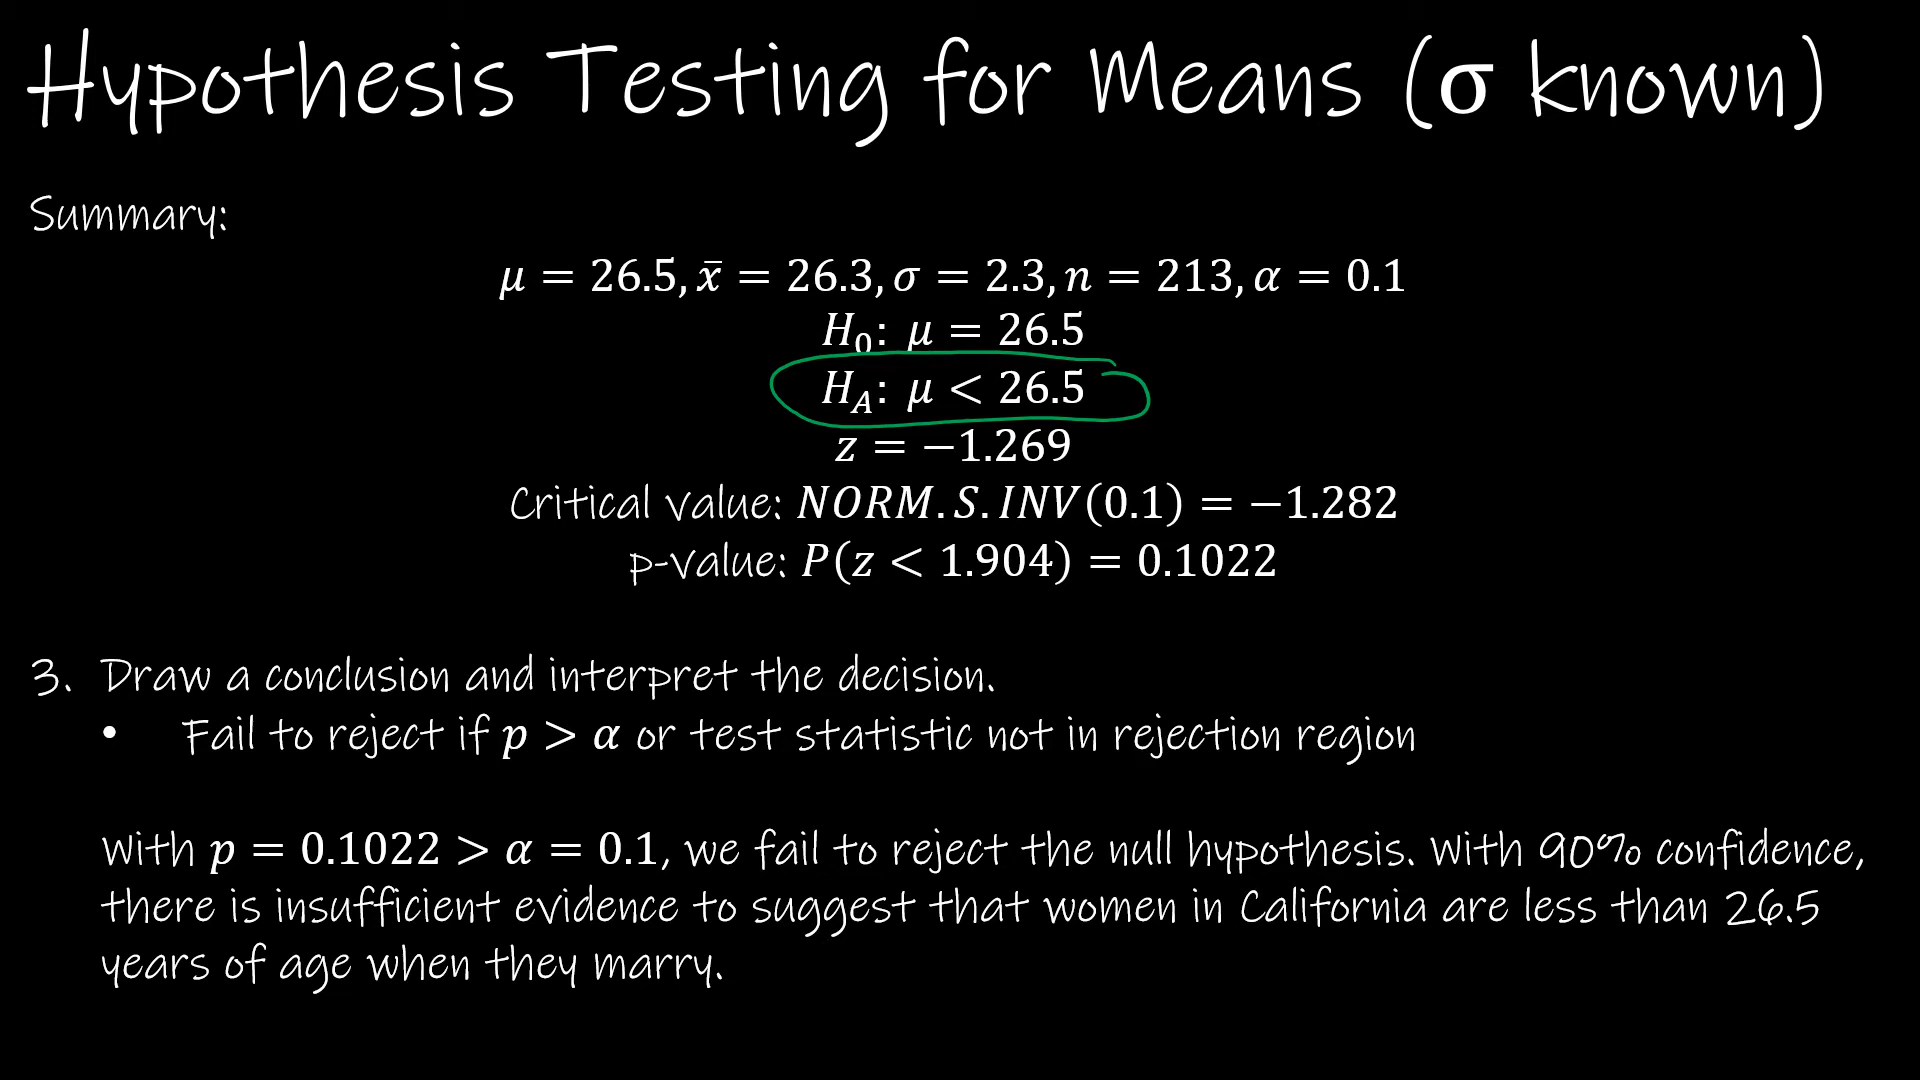 Hypothesis Testing for Means (σ known)
Summary:
μ = 26.5, x̄ = 26.3, σ = 2.3, n = 213, α = 0.1
H₀: μ = 26.5
H_A: μ < 26.5
z = −1.269
Critical value: NORM.S.INV(0.1) = −1.282
p-value: P(z < 1.904) = 0.1022
3. Draw a conclusion and interpret the decision.
• Fail to reject if p > α or test statistic not in rejection region
With p = 0.1022 > α = 0.1, we fail to reject the null hypothesis. With 90% confidence,
there is insufficient evidence to suggest that women in California are less than 26.5
years of age when they marry.